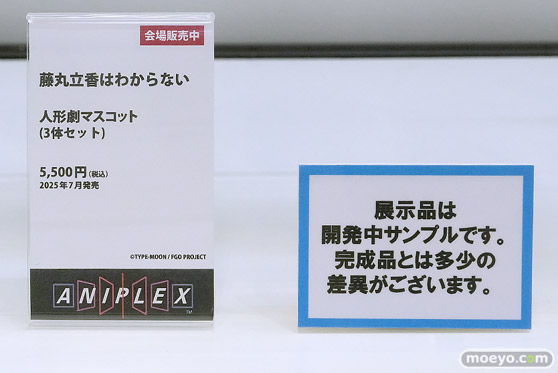 会場販売中
藤丸立香はわからない
人形劇マスコット
(3体セット)
5,500円(税込)
2025年7月発売
©TYPE-MOON / FGO PROJECT
ANIPLEX
TM
展示品は
開発中サンプルです。
完成品とは多少の
差異がございます。
moeyo.com